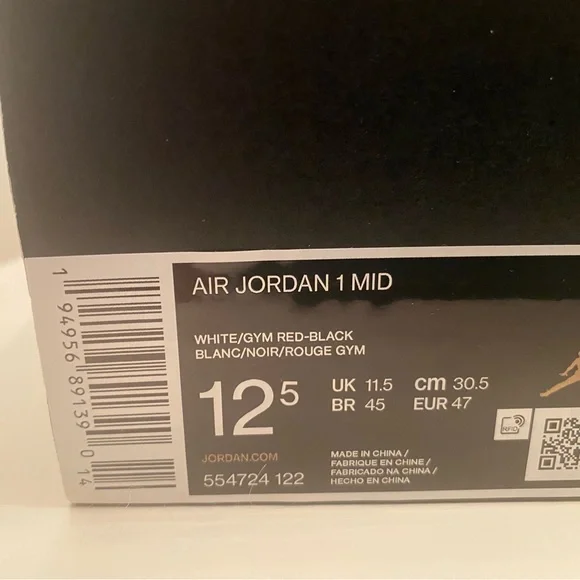 AIR JORDAN 1 MID
WHITE/GYM RED-BLACK
BLANC/NOIR/ROUGE GYM
12.5
UK 11.5 cm 30.5
BR 45 EUR 47
RFID
JORDAN.COM
554724 122
MADE IN CHINA/
FABRIQUE EN CHINE/
FABRICADO NA CHINA/
HECHO EN CHINA
1 94956 89139 0 14